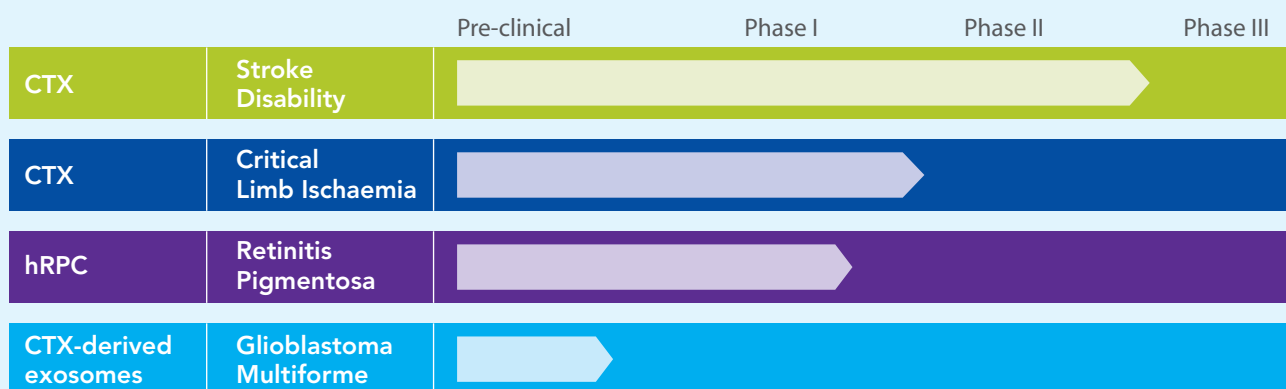 Pre-clinical Phase I Phase II Phase III
CTX
Stroke
Disability
CTX
Critical
Limb Ischaemia
hRPC
Retinitis
Pigmentosa
CTX-derived
exosomes
Glioblastoma
Multiforme